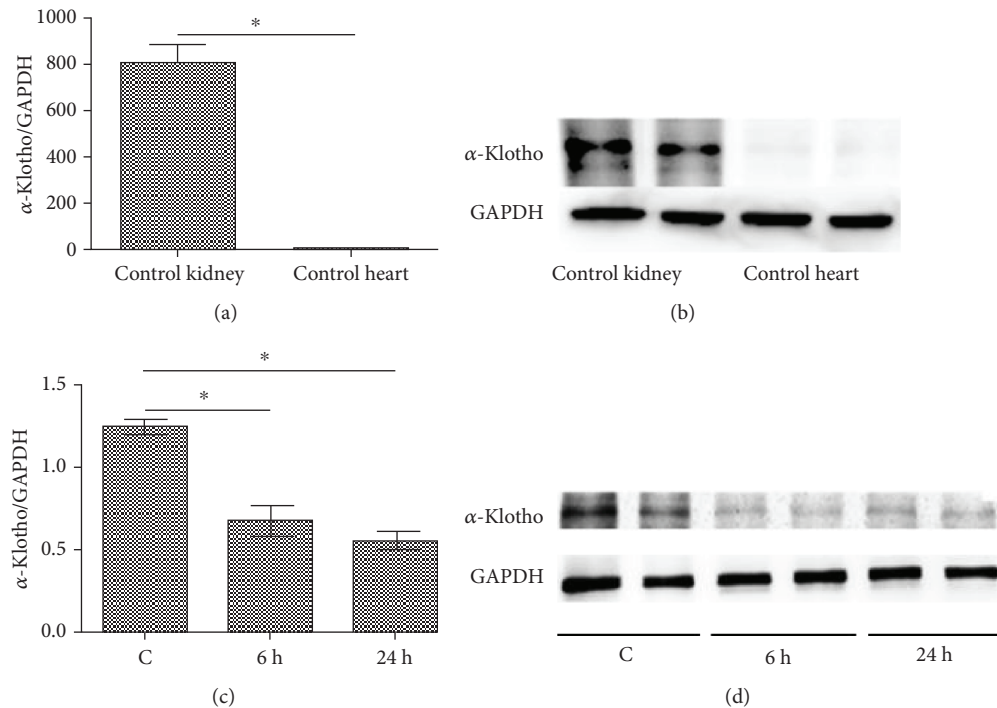 1000
800
600
400
200
0
α-Klotho/GAPDH
*
Control kidney Control heart
(a)
α-Klotho
GAPDH
Control kidney Control heart
(b)
1.5
1.0
0.5
0.0
α-Klotho/GAPDH
*
*
C 6 h 24 h
(c)
α-Klotho
GAPDH
C 6 h 24 h
(d)